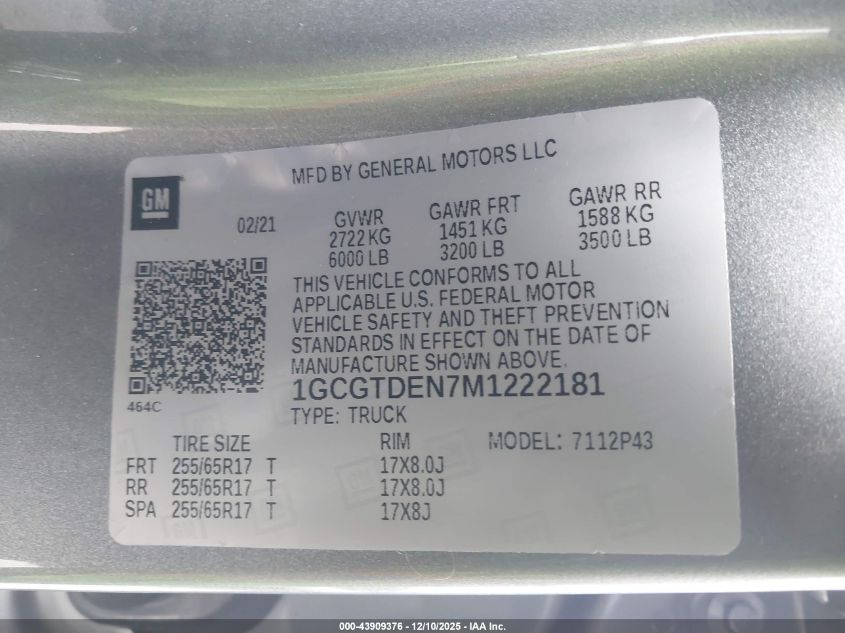 MFD BY GENERAL MOTORS LLC
GM
02/21
GVWR GAWR FRT GAWR RR
2722 KG 1451 KG 1588 KG
6000 LB 3200 LB 3500 LB
THIS VEHICLE CONFORMS TO ALL
APPLICABLE U.S. FEDERAL MOTOR
VEHICLE SAFETY AND THEFT PREVENTION
STANDARDS IN EFFECT ON THE DATE OF
MANUFACTURE SHOWN ABOVE.
1GCGTDEN7M1222181
464C
TYPE: TRUCK
TIRE SIZE RIM MODEL: 7112P43
FRT 255/65R17 T 17X8.0J
RR 255/65R17 T 17X8.0J
SPA 255/65R17 T 17X8J
000-43909376 - 12/10/2025 - IAA Inc.